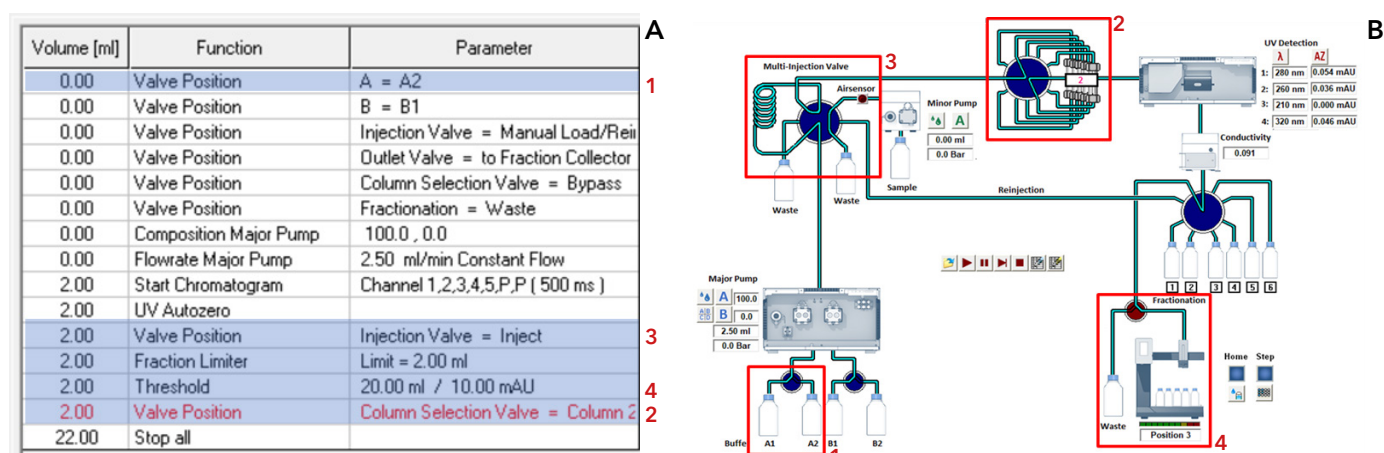 A
Volume [ml] Function Parameter
0.00 Valve Position A = A2 1
0.00 Valve Position B = B1
0.00 Valve Position Injection Valve = Manual Load/Rei
0.00 Valve Position Outlet Valve = to Fraction Collector
0.00 Valve Position Column Selection Valve = Bypass
0.00 Valve Position Fractionation = Waste
0.00 Composition Major Pump 100.0 , 0.0
0.00 Flowrate Major Pump 2.50 ml/min Constant Flow
2.00 Start Chromatogram Channel 1,2,3,4,5,P,P ( 500 ms )
2.00 UV Autozero
2.00 Valve Position Injection Valve = Inject 3
2.00 Fraction Limiter Limit = 2.00 ml
2.00 Threshold 20.00 ml / 10.00 mAU 4
2.00 Valve Position Column Selection Valve = Column 2 2
22.00 Stop all
B
2
2
UV Detection
λ AZ
1: 280 nm 0.054 mAU
2: 260 nm 0.036 mAU
3: 210 nm 0.000 mAU
4: 320 nm 0.046 mAU
Multi-Injection Valve 3
Airsensor
Minor Pump
A
0.00 ml
0.0 Bar
Conductivity
0.091
Sample
Waste
Waste
Reinjection
1 2 3 4 5 6
Major Pump
A 100.0
B 0.0
2.50 ml
0.0 Bar
Fractionation
Home Step
Waste
Position 3
4
Buffe A1 A2 B1 B2
1